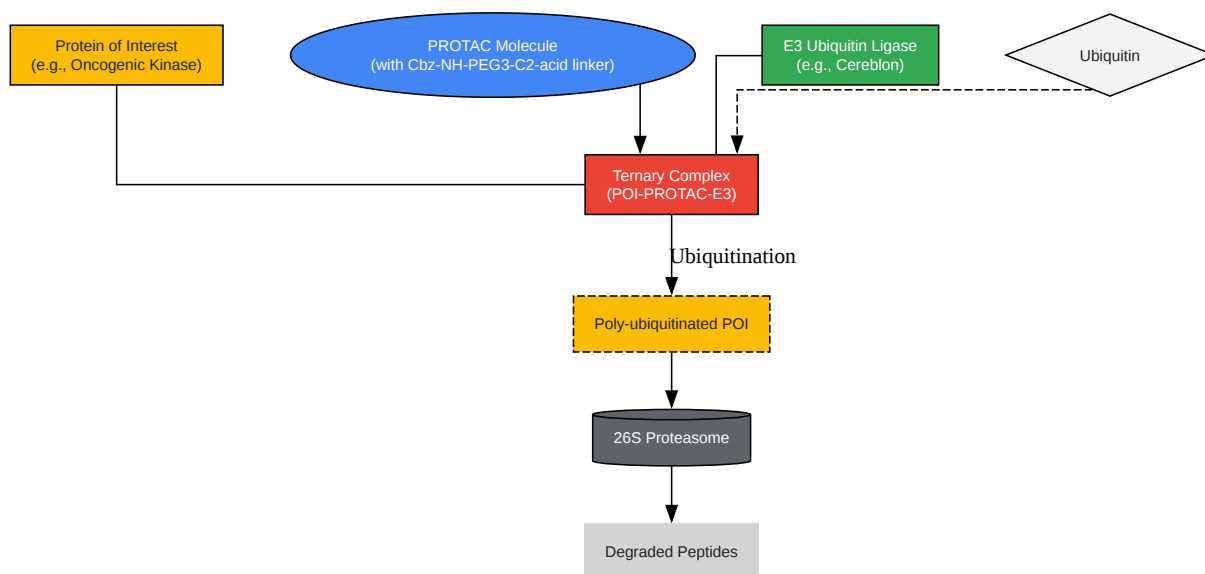 Protein of Interest
(e.g., Oncogenic Kinase)
PROTAC Molecule
(with Cbz-NH-PEG3-C2-acid linker)
E3 Ubiquitin Ligase
(e.g., Cereblon)
Ubiquitin
Ternary Complex
(POI-PROTAC-E3)
Ubiquitination
Poly-ubiquitinated POI
26S Proteasome
Degraded Peptides